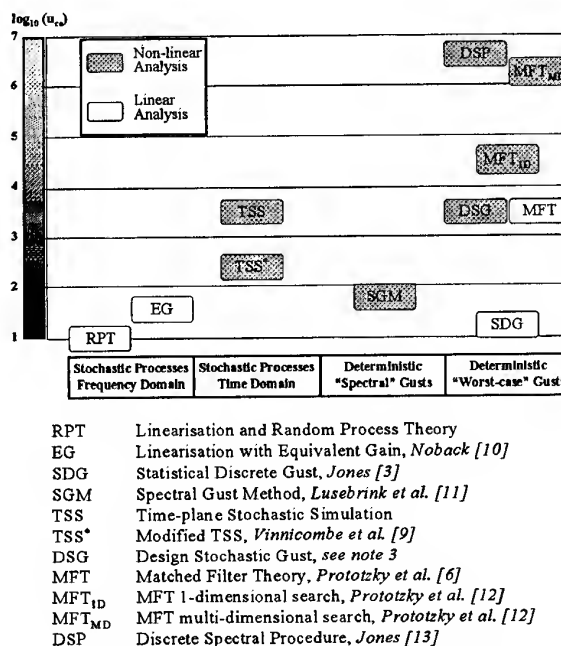 log10 (uca)
7
6
5
4
3
2
1
Non-linear
Analysis
Linear
Analysis
DSP
MFTMD
MFT1D
TSS
DSG
MFT
TSS*
SGM
EG
SDG
RPT
Stochastic Processes
Frequency Domain
Stochastic Processes
Time Domain
Deterministic
"Spectral" Gusts
Deterministic
"Worst-case" Gust
RPT Linearisation and Random Process Theory
EG Linearisation with Equivalent Gain, Noback [10]
SDG Statistical Discrete Gust, Jones [3]
SGM Spectral Gust Method, Lusebrink et al. [11]
TSS Time-plane Stochastic Simulation
TSS* Modified TSS, Vinnicombe et al. [9]
DSG Design Stochastic Gust, see note 3
MFT Matched Filter Theory, Prototzky et al. [6]
MFT1D MFT 1-dimensional search, Prototzky et al. [12]
MFTMD MFT multi-dimensional search, Prototzky et al. [12]
DSP Discrete Spectral Procedure, Jones [13]